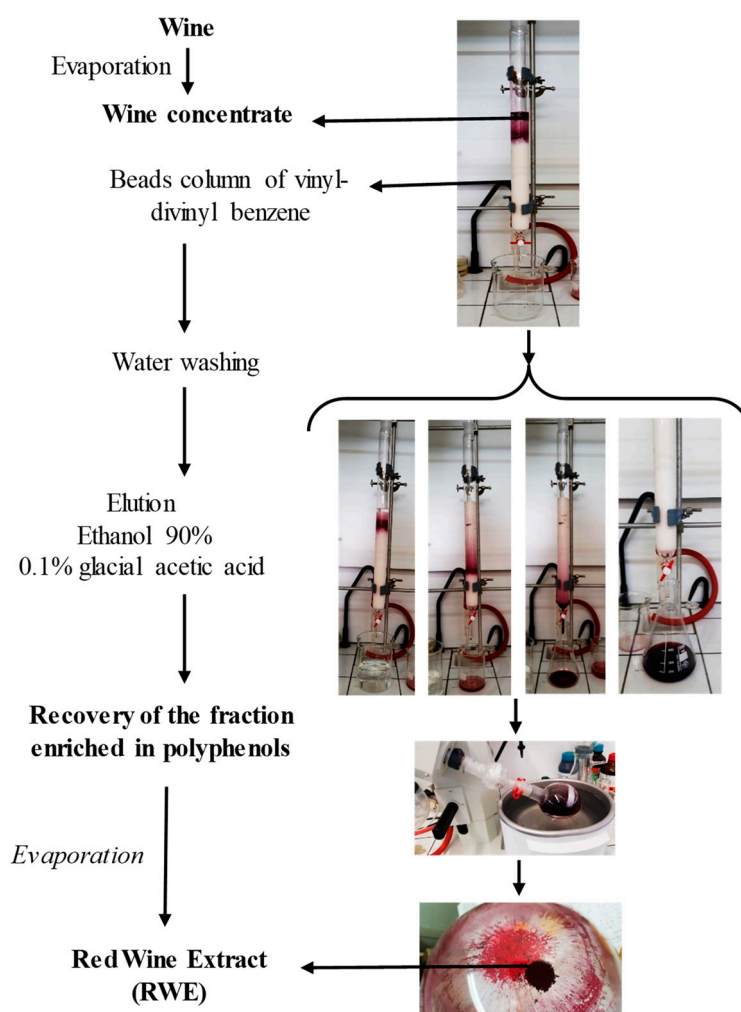 Wine
Evaporation
Wine concentrate
Beads column of vinyl-
divinyl benzene
Water washing
Elution
Ethanol 90%
0.1% glacial acetic acid
Recovery of the fraction
enriched in polyphenols
Evaporation
Red Wine Extract
(RWE)